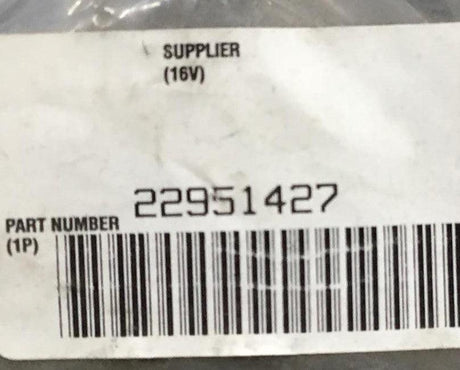 SUPPLIER
(16V)
22951427
PART NUMBER
(1P)